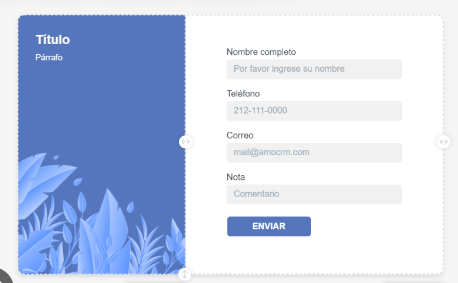 Título
Párrafo
Nombre completo
Por favor ingrese su nombre
Teléfono
212-111-0000
Correo
mail@amocrm.com
Nota
Comentario
ENVIAR